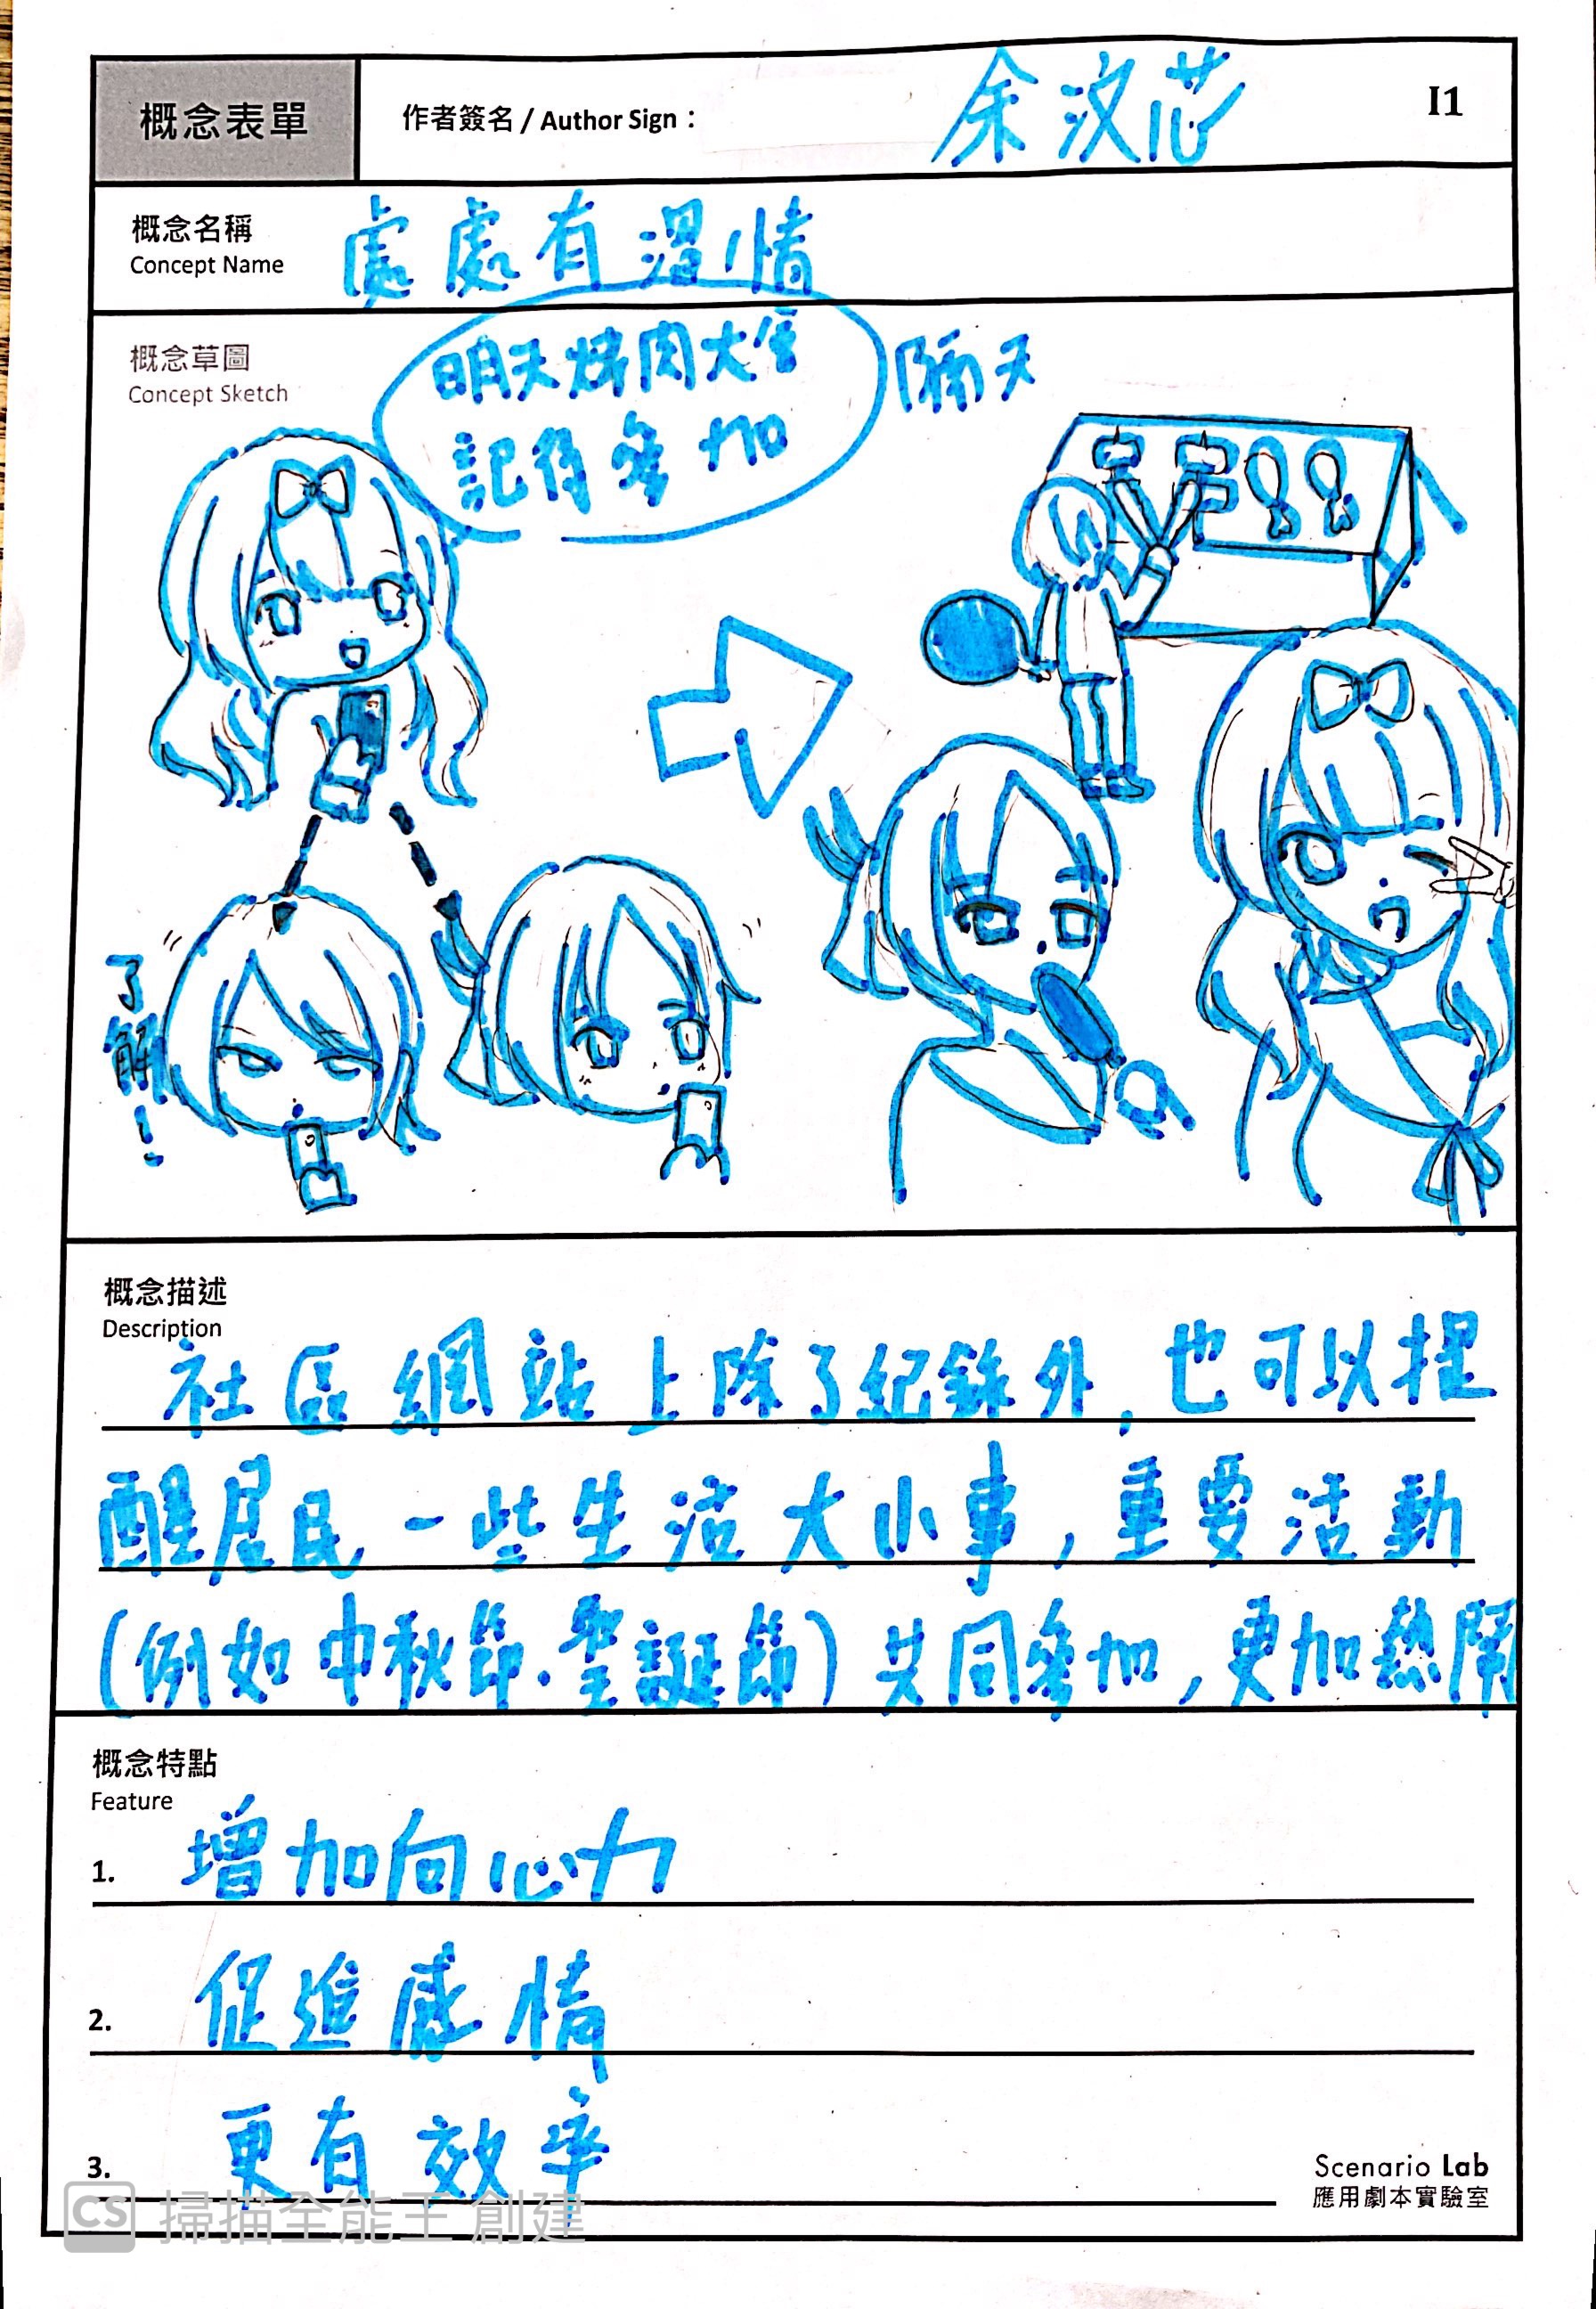 概念表單
作者簽名 / Author Sign：
余汶芯
I1
概念名稱
Concept Name
處處有溫情
概念草圖
Concept Sketch
明天烤肉大會
記得參加
隔天
了解！
概念描述
Description
社區網站上除了紀錄外，也可以提
醒居民一些生活大小事，重要活動
(例如中秋節.聖誕節)共同參加，更加熱鬧
概念特點
Feature
1. 增加向心力
2. 促進感情
3. 更有效率
Scenario Lab
應用劇本實驗室
CS 掃描全能王 創建